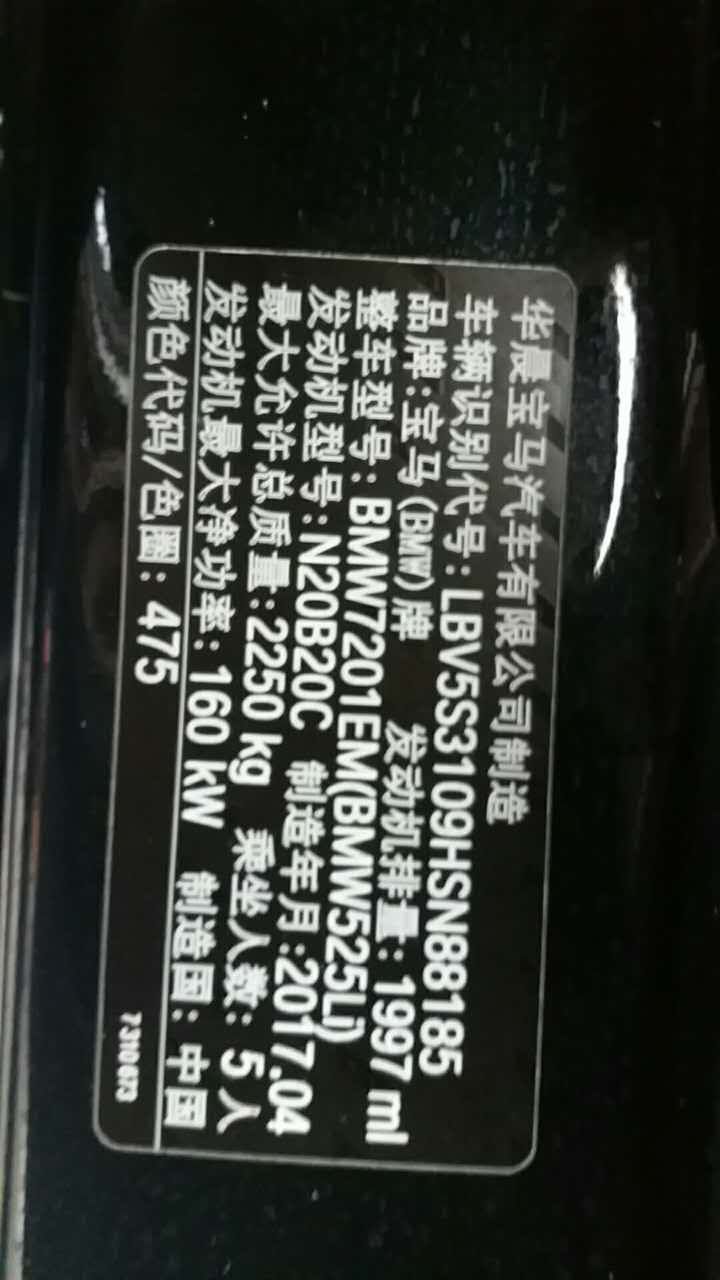 华晨宝马汽车有限公司制造
车辆识别代号:LBV5S3109HSN88185
品牌:宝马(BMW)牌 发动机排量:1997 ml
整车型号:BMW7201EM(BMW525Li)
发动机型号:N20B20C 制造年月:2017.04
最大允许总质量:2250 kg 乘坐人数:5人
发动机最大净功率:160 kW 制造国:中国
颜色代码/色圈:475
7 310 673